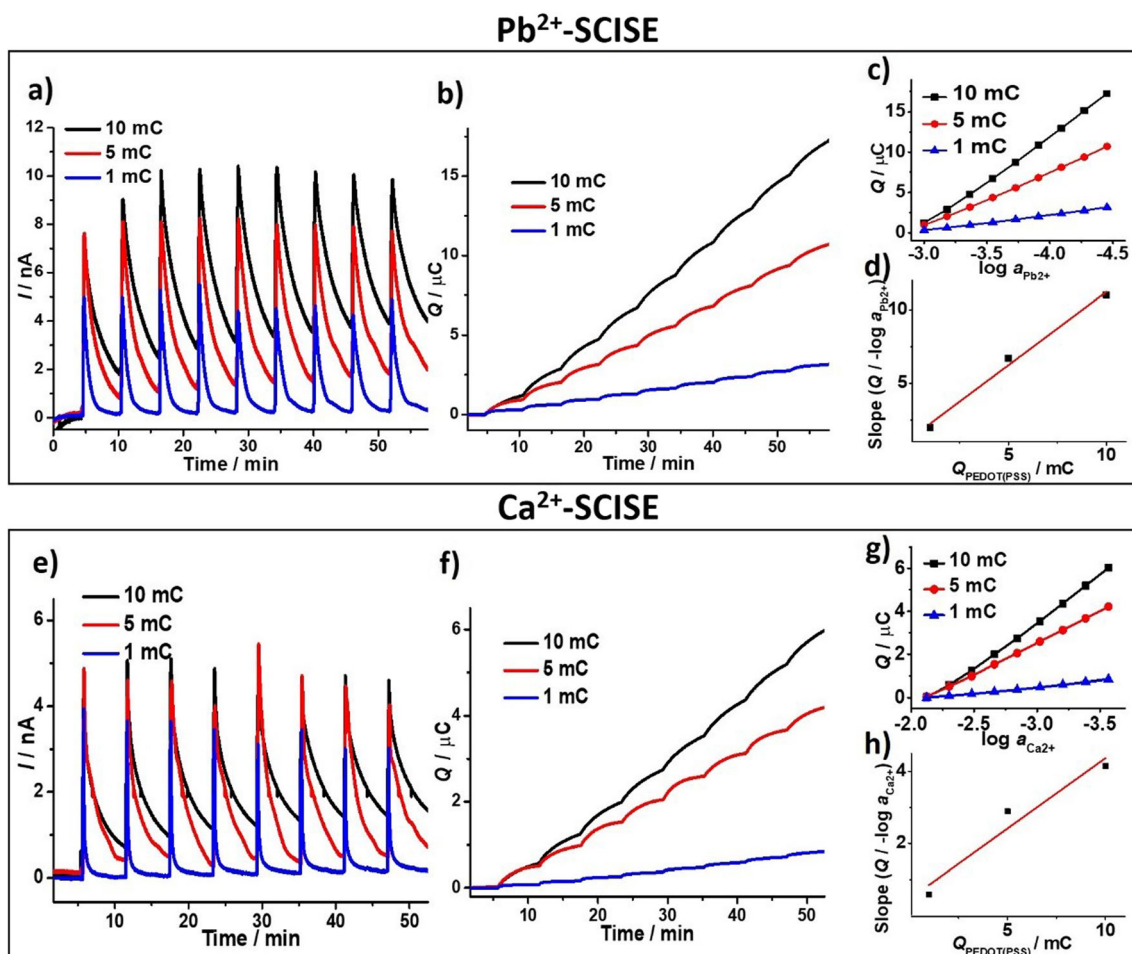 Pb²⁺-SCISE
a)
10 mC
5 mC
1 mC
12
10
8
6
4
2
0
I / nA
0 10 20 30 40 50
Time / min
b)
10 mC
5 mC
1 mC
15
10
5
0
Q / μC
10 20 30 40 50
Time / min
c)
10 mC
5 mC
1 mC
15
10
5
0
Q / μC
-3.0 -3.5 -4.0 -4.5
log a Pb2+
d)
10
5
Slope (Q / -log a Pb2+)
5 10
Q PEDOT(PSS) / mC
Ca²⁺-SCISE
e)
10 mC
5 mC
1 mC
6
4
2
0
I / nA
10 20 30 40 50
Time / min
f)
10 mC
5 mC
1 mC
6
4
2
0
Q / μC
10 20 30 40 50
Time / min
g)
10 mC
5 mC
1 mC
6
4
2
0
Q / μC
-2.0 -2.5 -3.0 -3.5
log a Ca2+
h)
4
2
Slope (Q / -log a Ca2+)
5 10
Q PEDOT(PSS) / mC